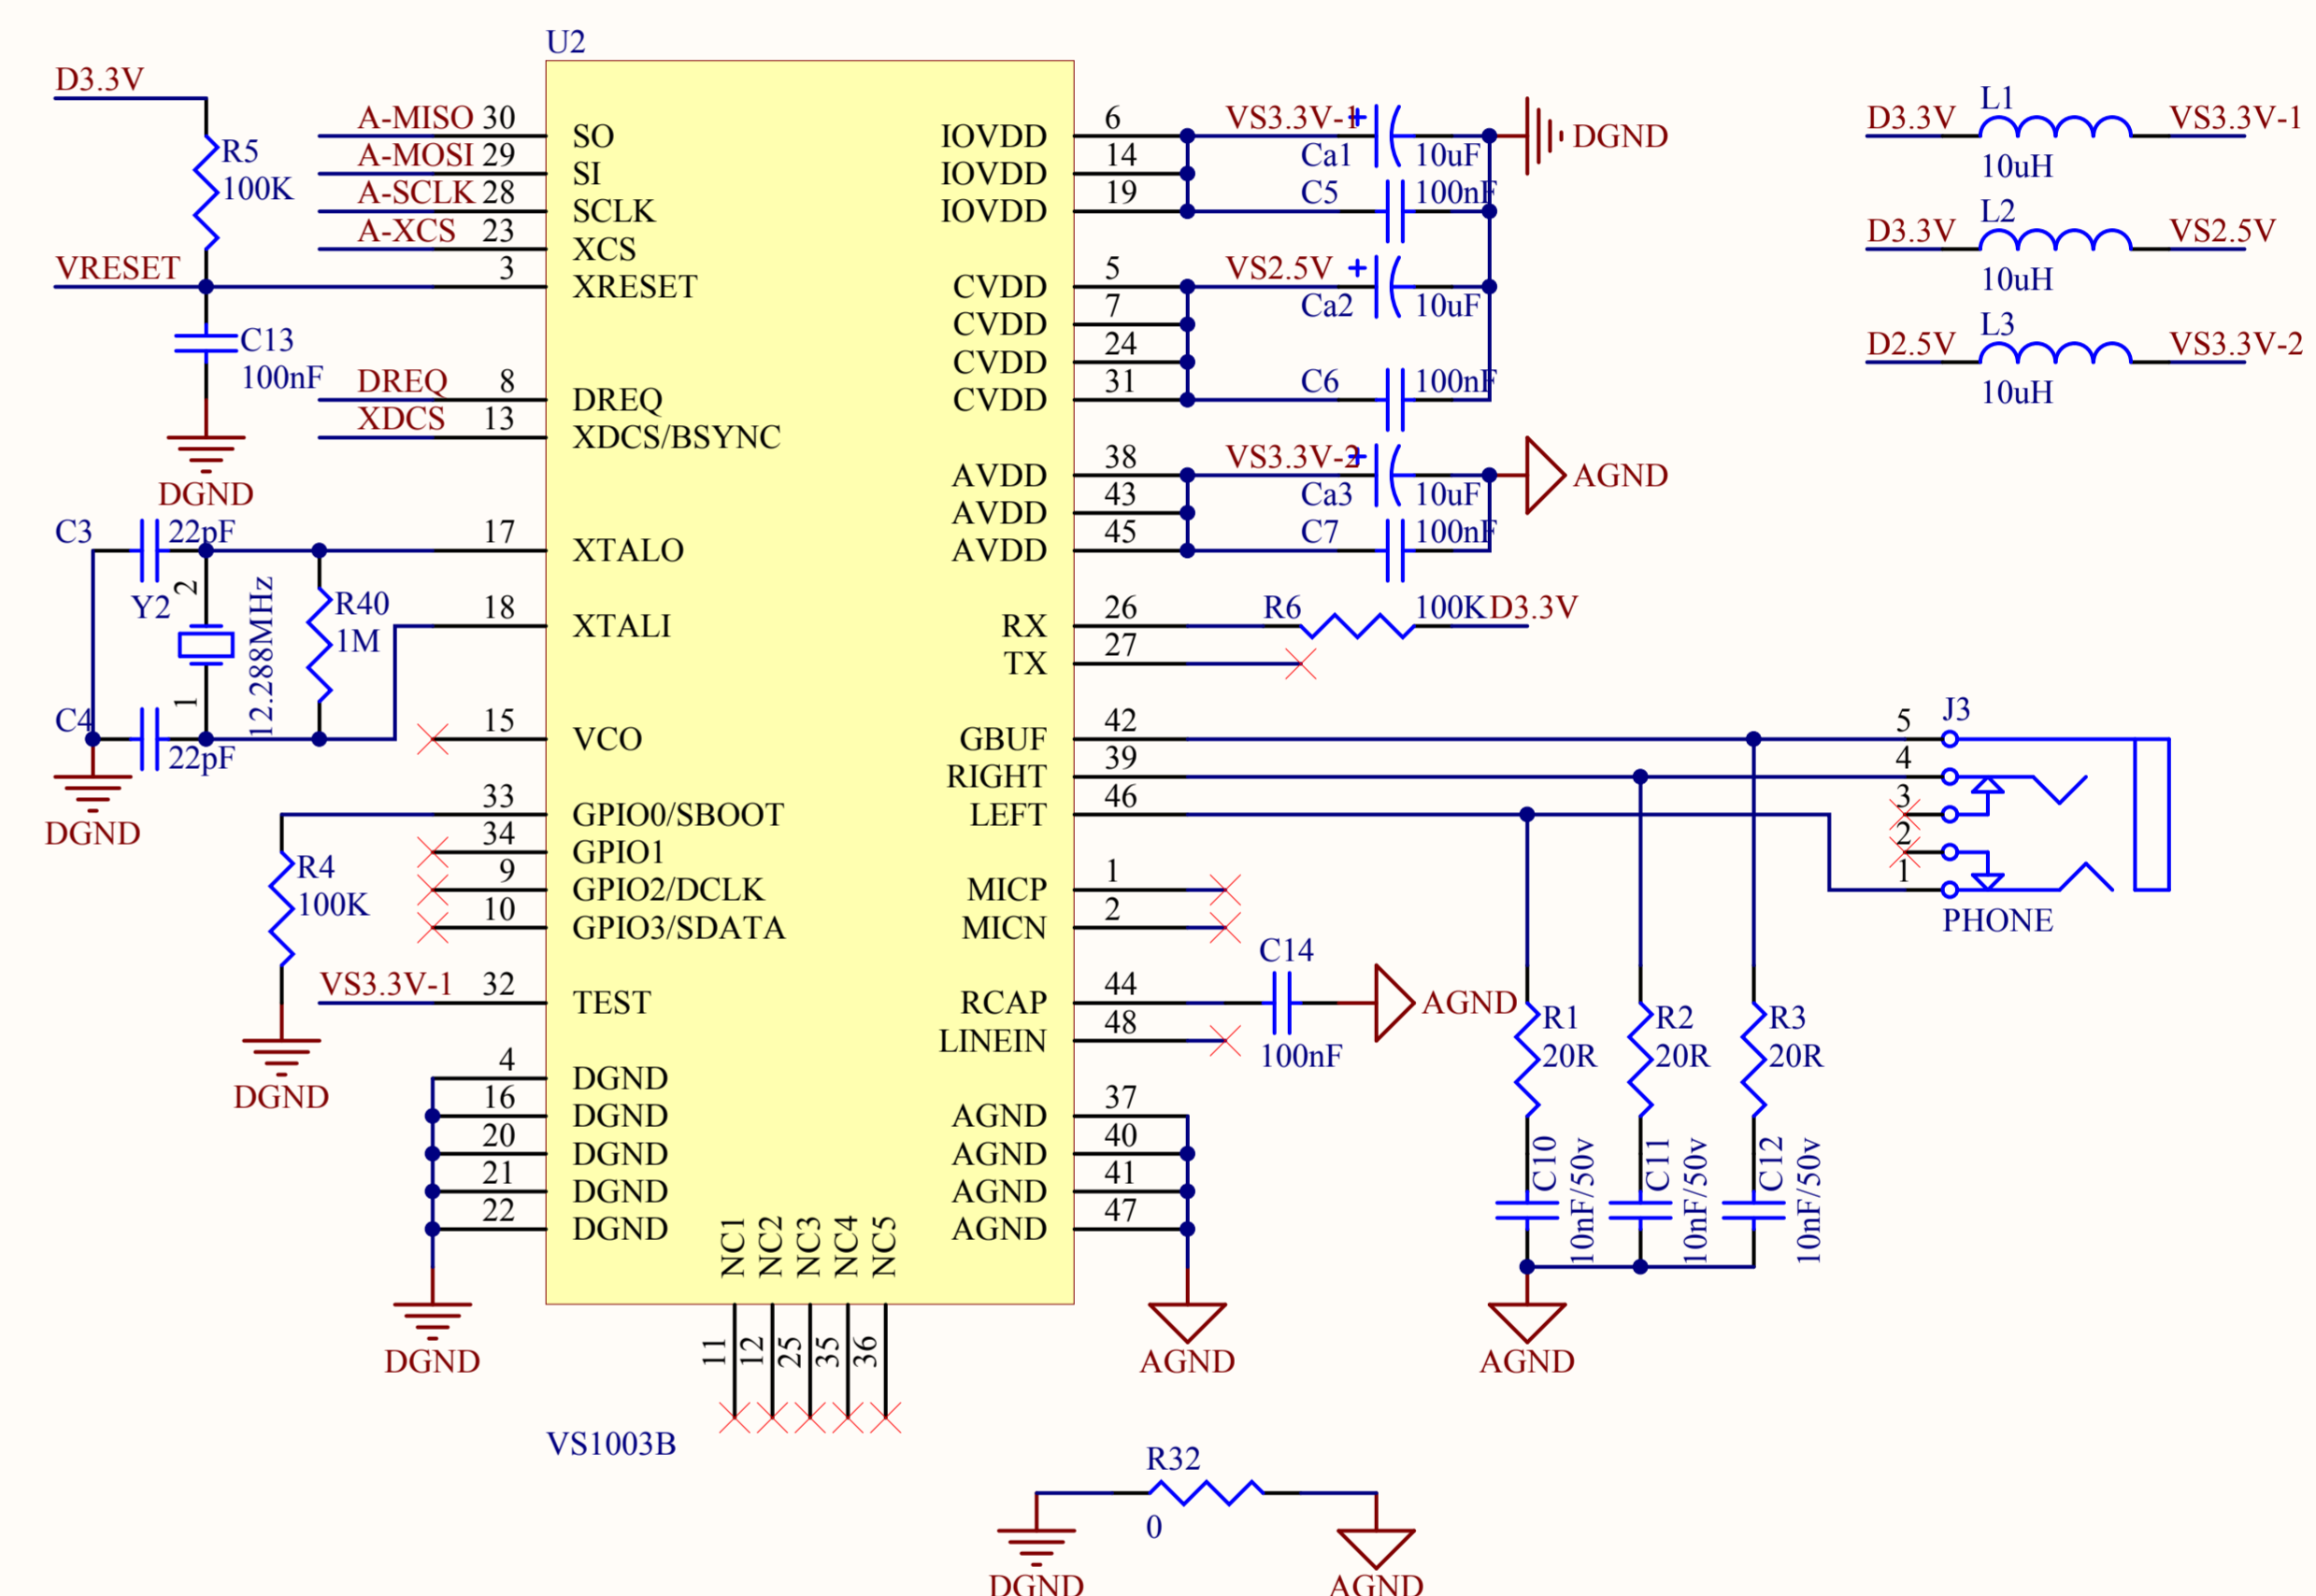 U2
D3.3V
R5
100K
VRESET
C13
100nF
DGND
A-MISO 30 SO
A-MOSI 29 SI
A-SCLK 28 SCLK
A-XCS 23 XCS
3 XRESET
DREQ 8 DREQ
XDCS 13 XDCS/BSYNC
C3 22pF
17 XTALO
Y2
2
1
12.288MHz
R40
1M
18 XTALI
C4
22pF
DGND
15 VCO
33 GPIO0/SBOOT
34 GPIO1
9 GPIO2/DCLK
10 GPIO3/SDATA
R4
100K
DGND
VS3.3V-1 32 TEST
4 DGND
16 DGND
20 DGND
21 DGND
22 DGND
DGND
NC1 NC2 NC3 NC4 NC5
11 12 25 35 36
VS1003B
IOVDD 6 VS3.3V-1
+
Ca1 10uF
DGND
IOVDD 14
IOVDD 19
C5 100nF
CVDD 5 VS2.5V
+
Ca2 10uF
CVDD 7
CVDD 24
CVDD 31
C6 100nF
AVDD 38 VS3.3V-2
+
Ca3 10uF
AGND
AVDD 43
AVDD 45
C7 100nF
RX 26 R6 100K D3.3V
TX 27
GBUF 42
RIGHT 39
LEFT 46
MICP 1
MICN 2
RCAP 44
C14
100nF
AGND
LINEIN 48
AGND 37
AGND 40
AGND 41
AGND 47
AGND
D3.3V L1 VS3.3V-1
10uH
D3.3V L2 VS2.5V
10uH
D2.5V L3 VS3.3V-2
10uH
J3
5
4
3
2
1
PHONE
R1
20R
R2
20R
R3
20R
C10
10nF/50v
C11
10nF/50v
C12
10nF/50v
AGND
R32
0
DGND
AGND